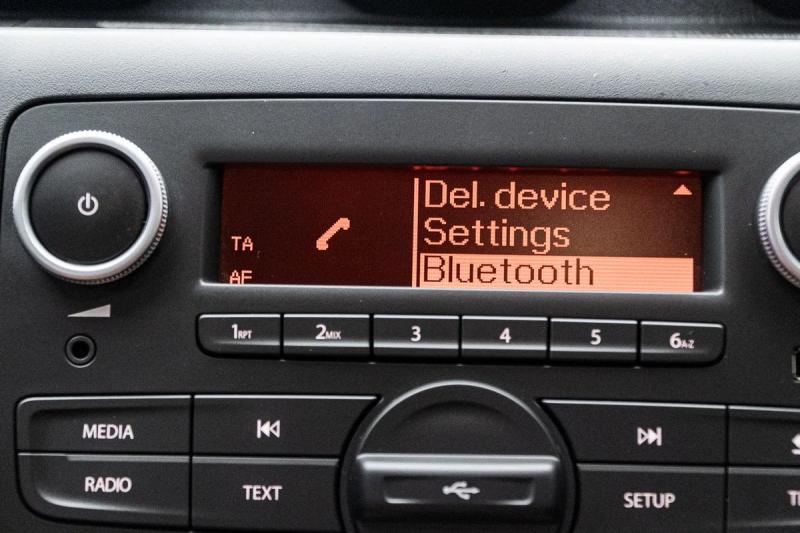 Del. device
TA
Settings
AF
Bluetooth
1RPT
2MIX
3
4
5
6A-Z
MEDIA
RADIO
TEXT
SETUP